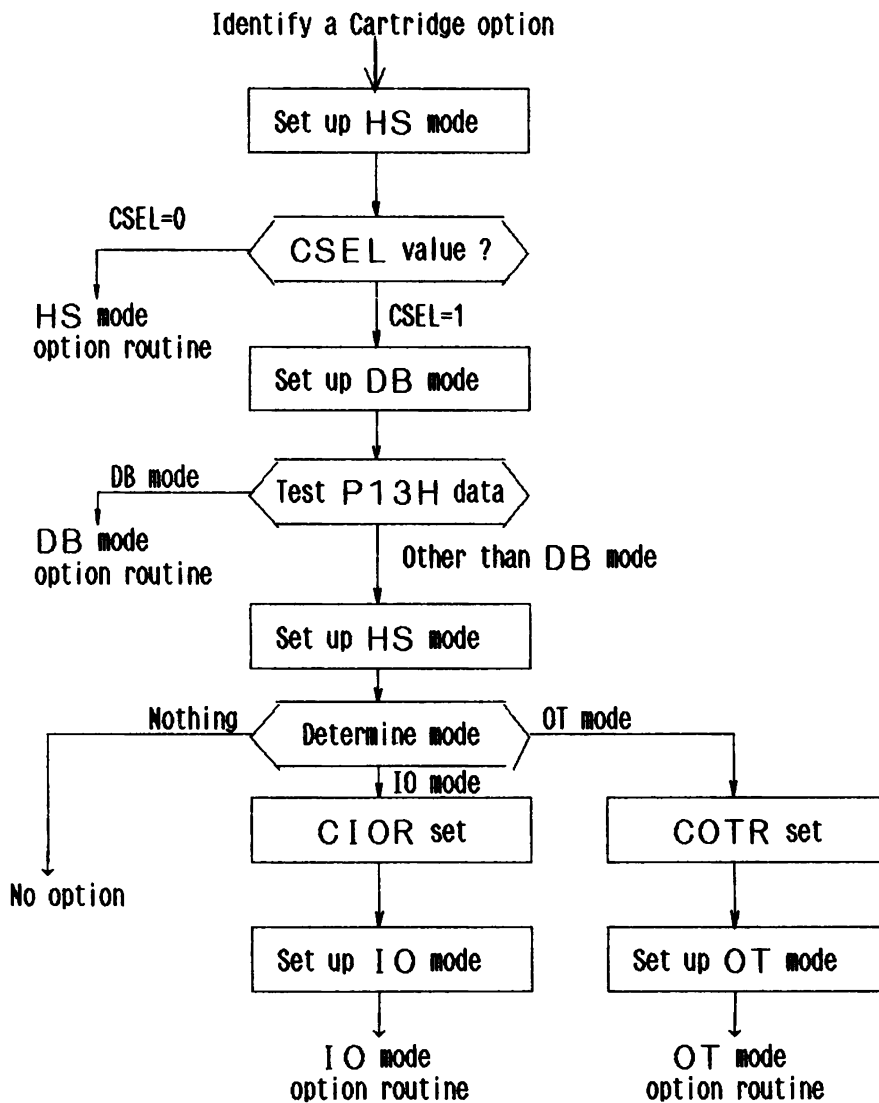 Identify a Cartridge option
Set up HS mode
CSEL=0
CSEL value ?
HS mode
option routine
CSEL=1
Set up DB mode
DB mode
Test P13H data
DB mode
option routine
Other than DB mode
Set up HS mode
Nothing
Determine mode
OT mode
IO mode
CIOR set
COTR set
No option
Set up IO mode
Set up OT mode
IO mode
option routine
OT mode
option routine